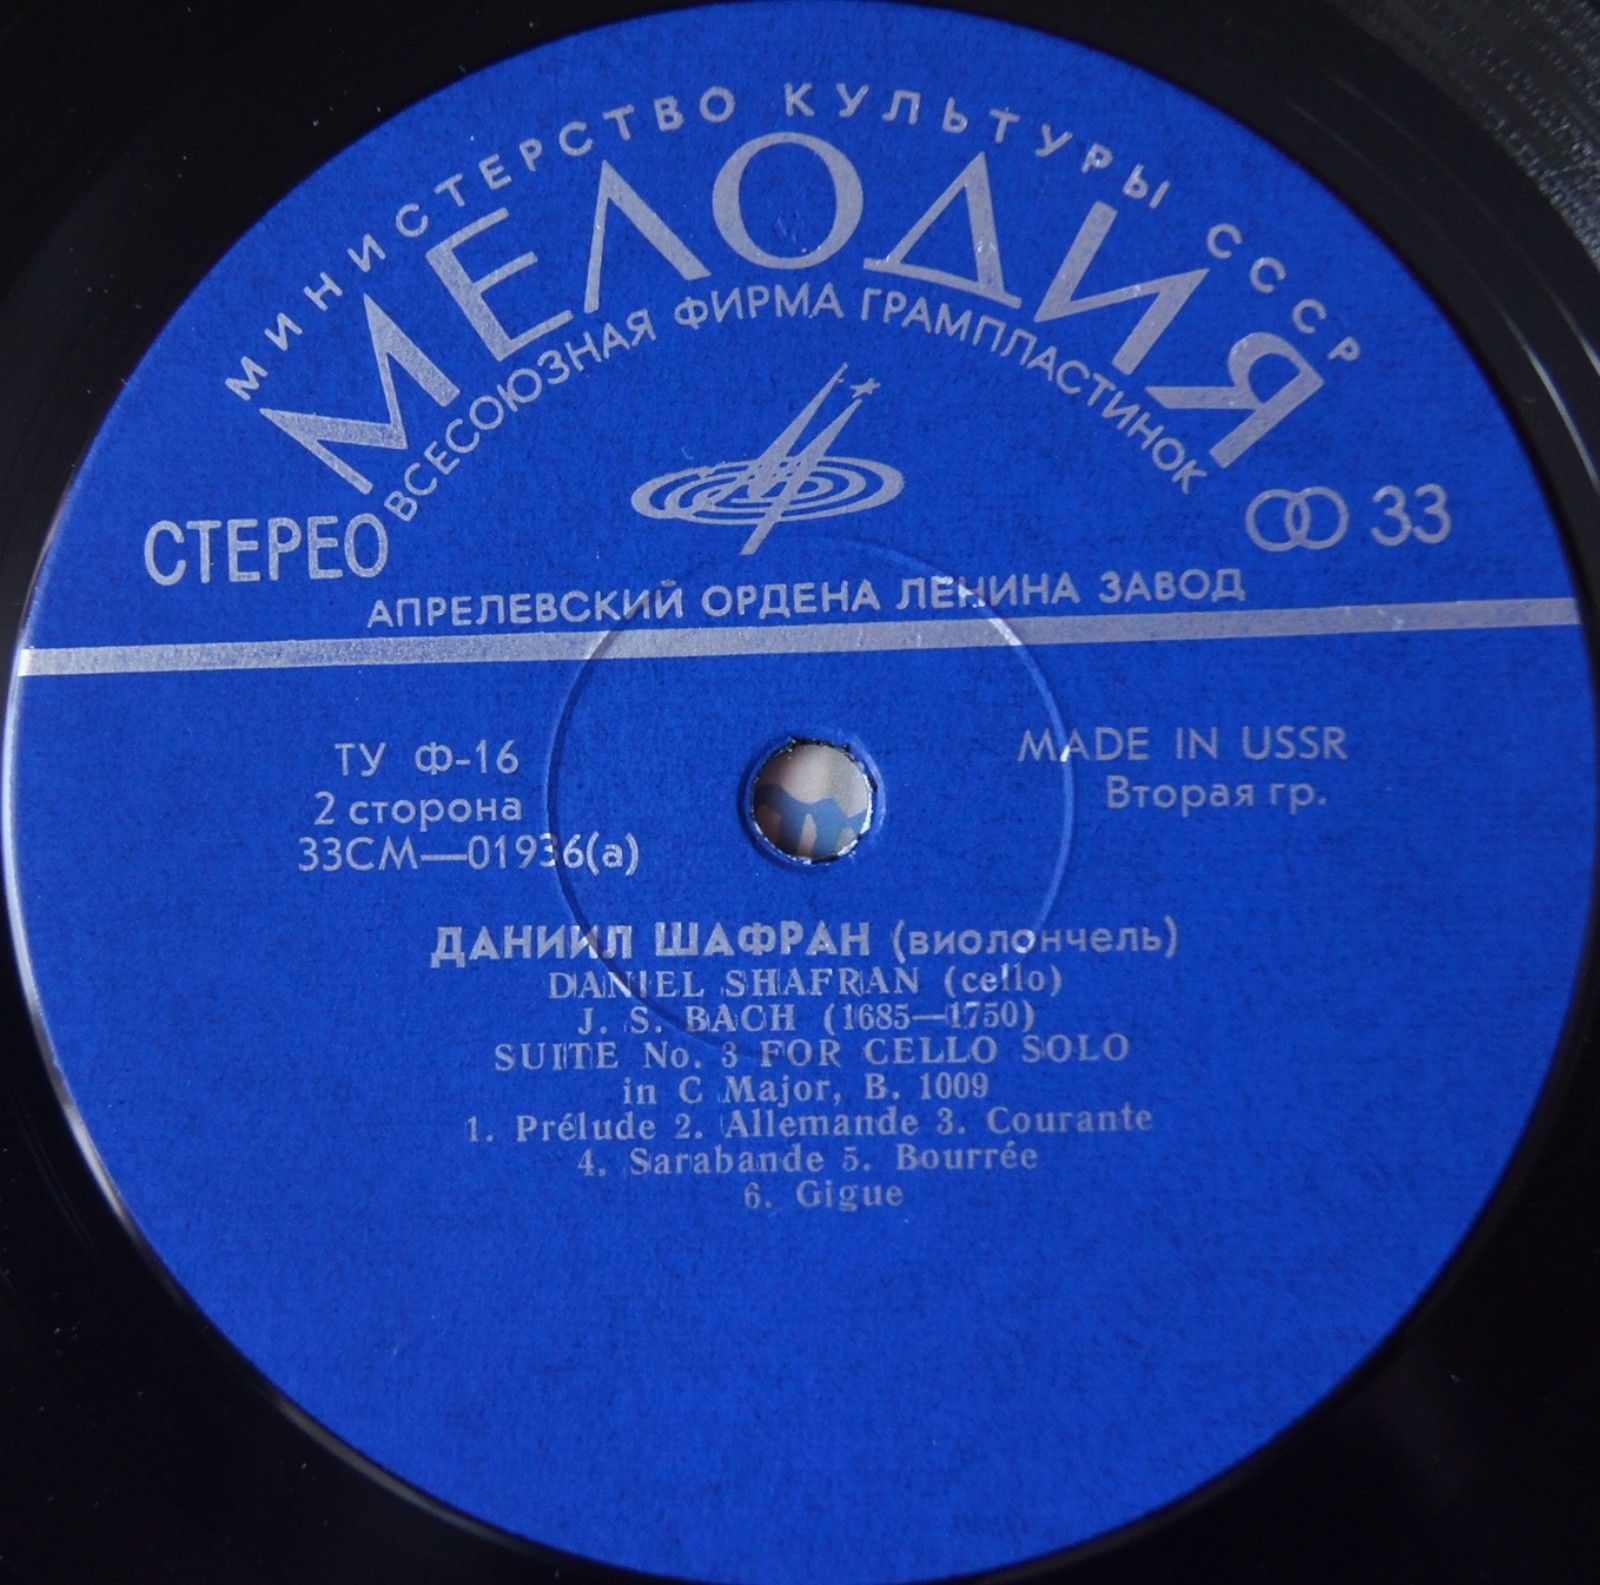 МИНИСТЕРСТВО КУЛЬТУРЫ СССР
МЕЛОДИЯ
ВСЕСОЮЗНАЯ ФИРМА ГРАМПЛАСТИНОК
СТЕРЕО
33
АПРЕЛЕВСКИЙ ОРДЕНА ЛЕНИНА ЗАВОД
ТУ Ф-16
2 сторона
33СМ—01936(а)
MADE IN USSR
Вторая гр.
ДАНИИЛ ШАФРАН (виолончель)
DANIEL SHAFRAN (cello)
J. S. BACH (1685—1750)
SUITE No. 3 FOR CELLO SOLO
in C Major, B. 1009
1. Prélude 2. Allemande 3. Courante
4. Sarabande 5. Bourrée
6. Gigue